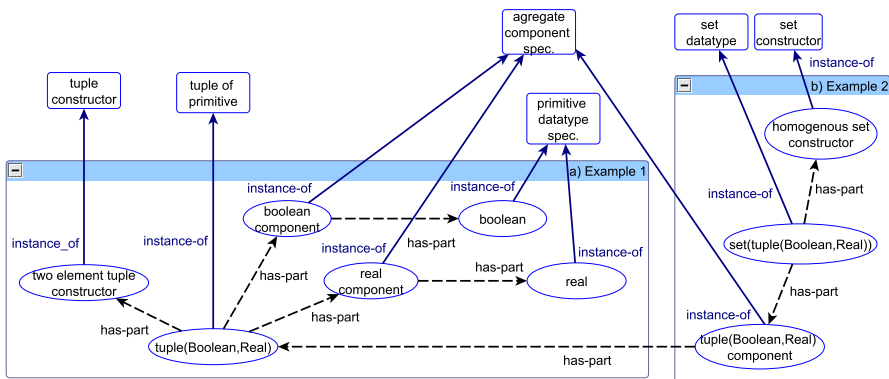 agregate
component
spec.
set
datatype
set
constructor
instance-of
tuple
constructor
tuple of
primitive
primitive
datatype
spec.
b) Example 2
homogenous set
constructor
a) Example 1
instance-of
instance-of
has-part
instance-of
boolean
component
boolean
instance_of
instance-of
instance-of
has-part
instance-of
set(tuple(Boolean,Real))
two element tuple
constructor
has-part
real
component
has-part
real
has-part
has-part
has-part
instance-of
tuple(Boolean,Real)
has-part
tuple(Boolean,Real)
component